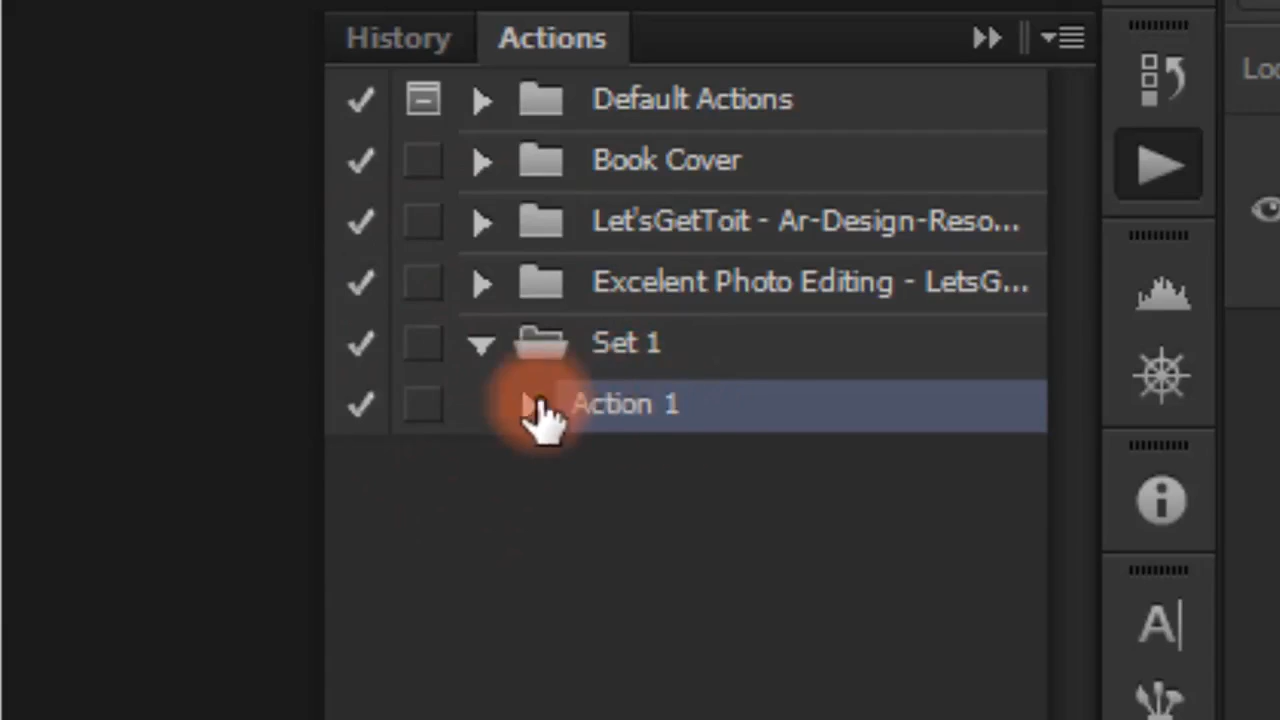 History Actions
Default Actions
Book Cover
Let'sGetToit - Ar-Design-Reso...
Excelent Photo Editing - LetsG...
Set 1
Action 1
Loc
A